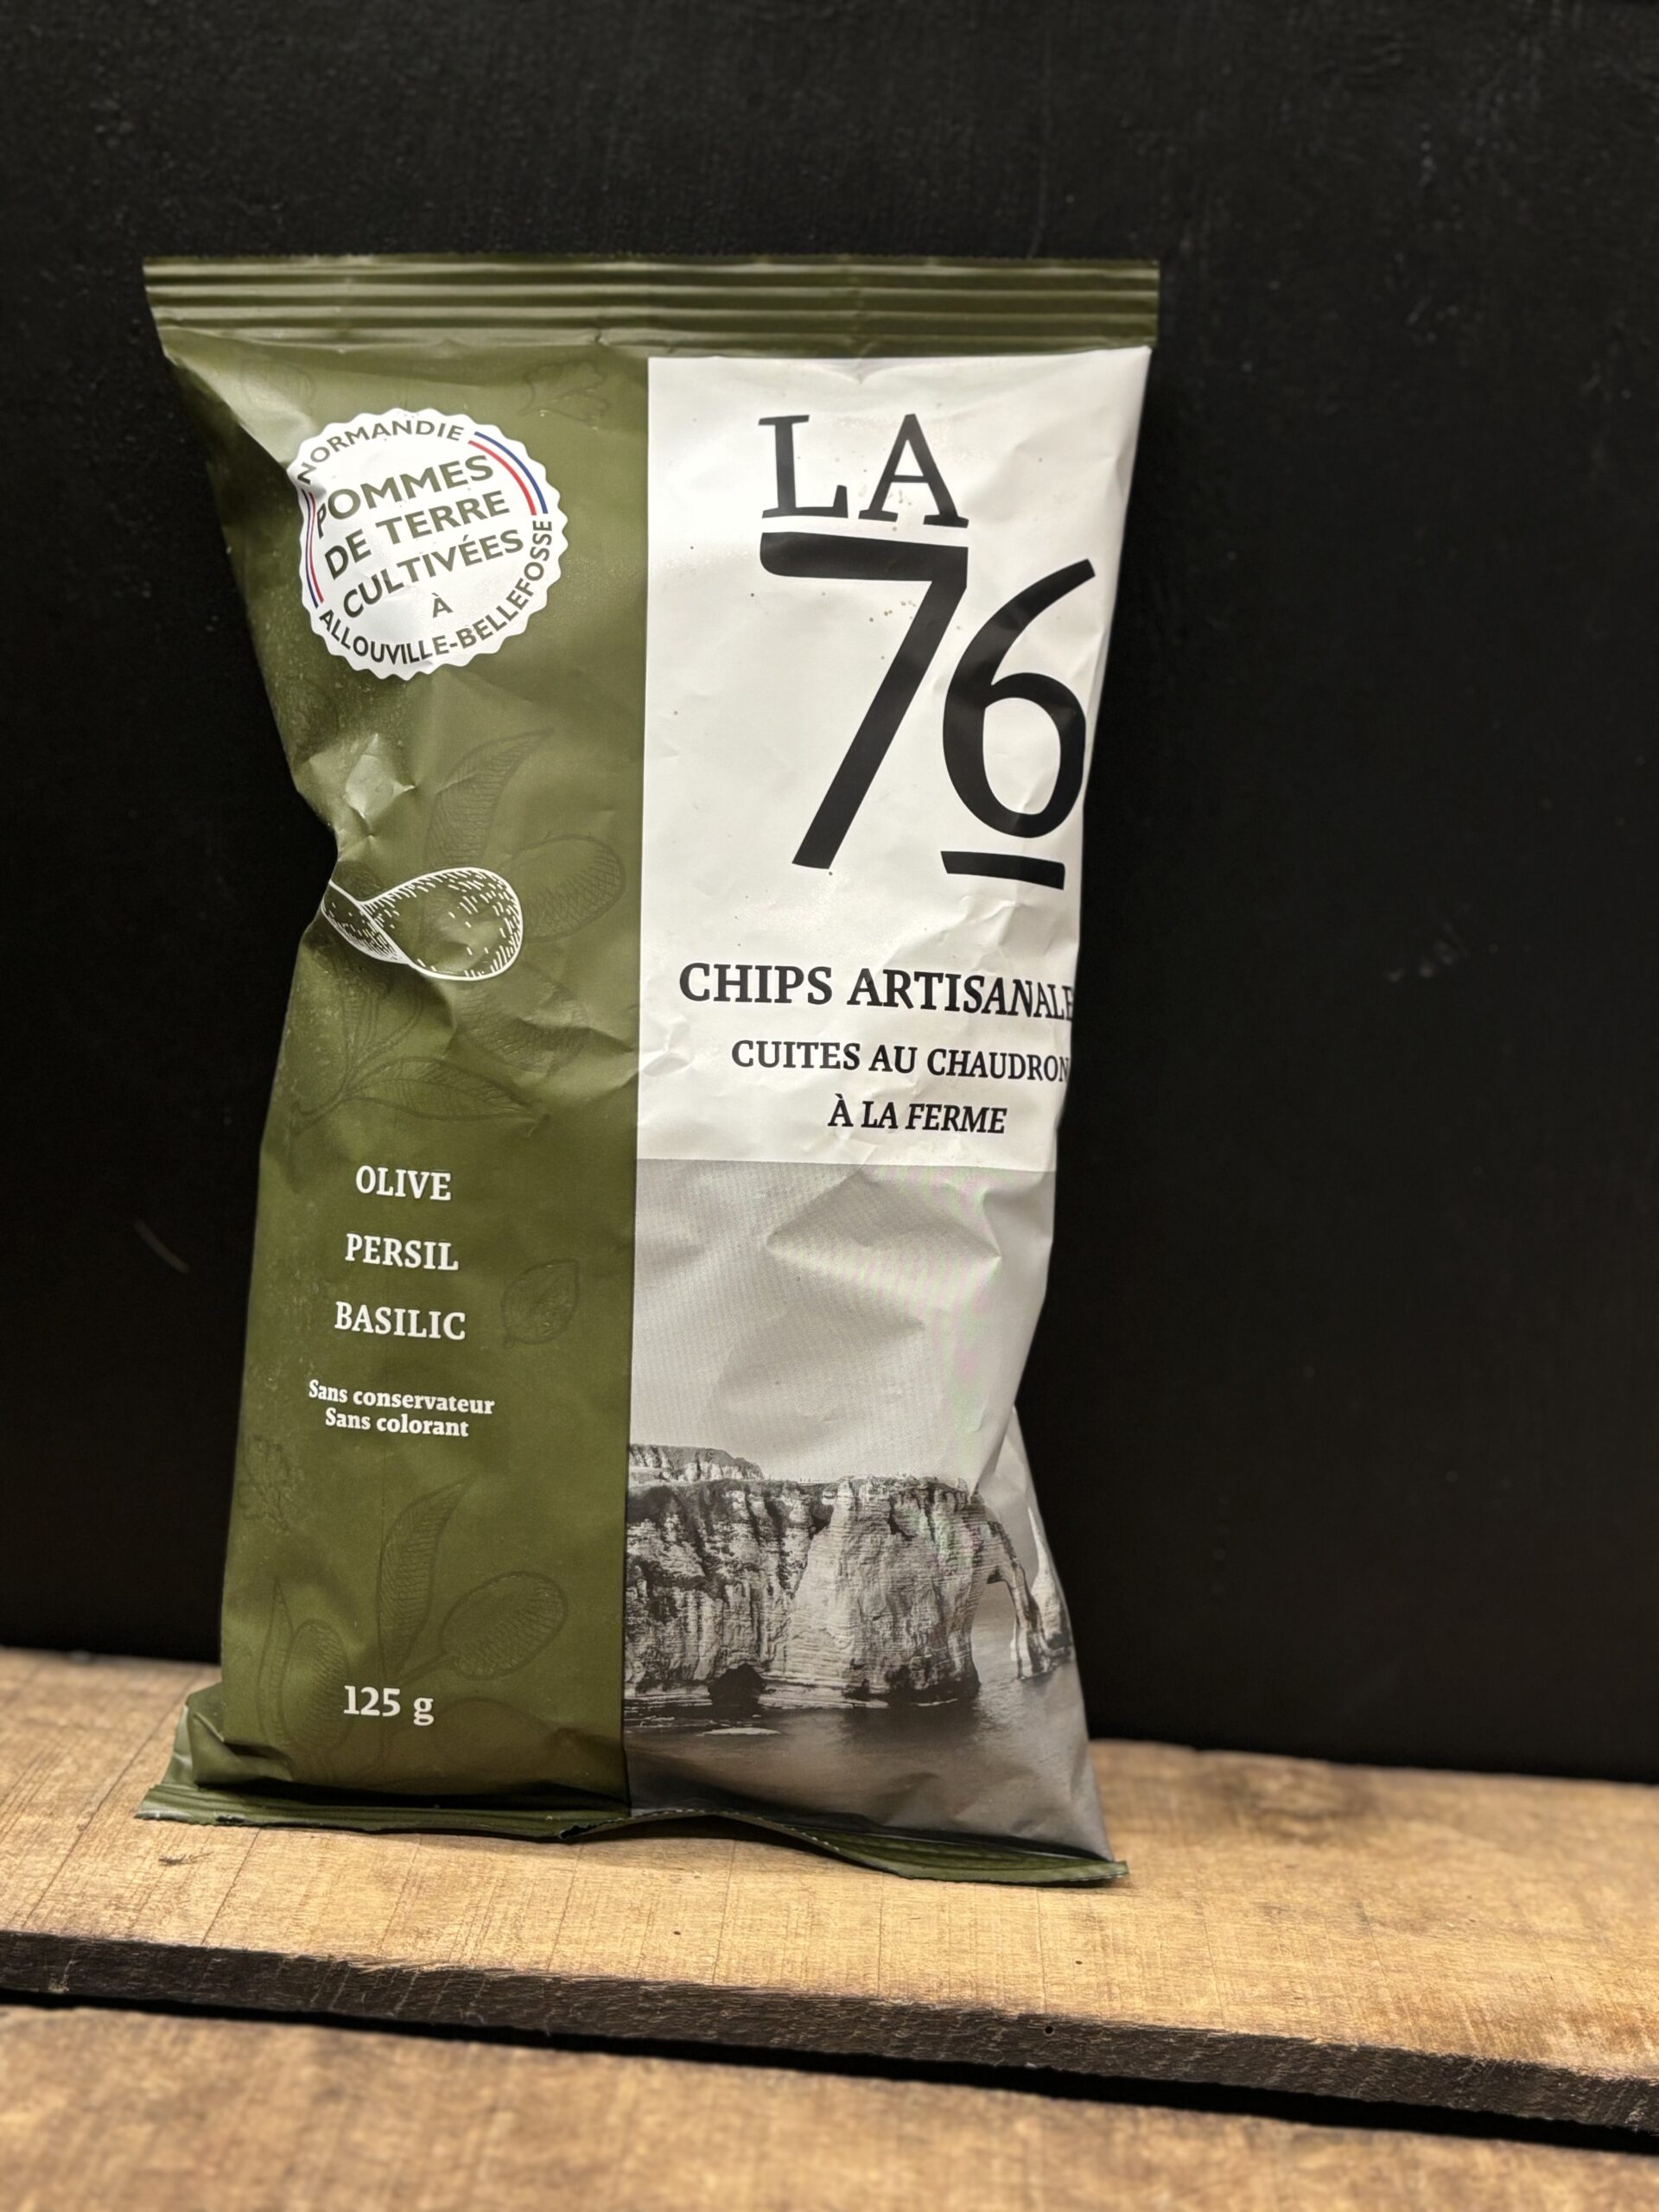 NORMANDIE
POMMES
DE TERRE
CULTIVÉES
À
ALLOUVILLE-BELLEFOSSE
LA
76
CHIPS ARTISANALE
CUITES AU CHAUDRON
À LA FERME
OLIVE
PERSIL
BASILIC
Sans conservateur
Sans colorant
125 g